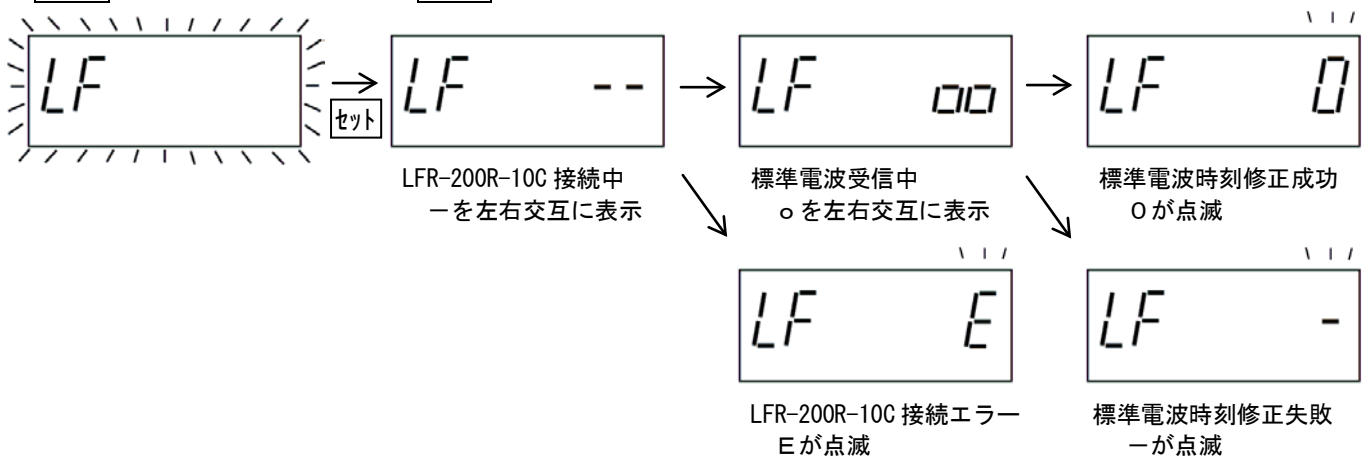 LF
セット
LF --
LF oo
LF 0
LFR-200R-10C 接続中
－を左右交互に表示
標準電波受信中
ｏを左右交互に表示
標準電波時刻修正成功
０が点滅
LF E
LF -
LFR-200R-10C 接続エラー
Ｅが点滅
標準電波時刻修正失敗
－が点滅